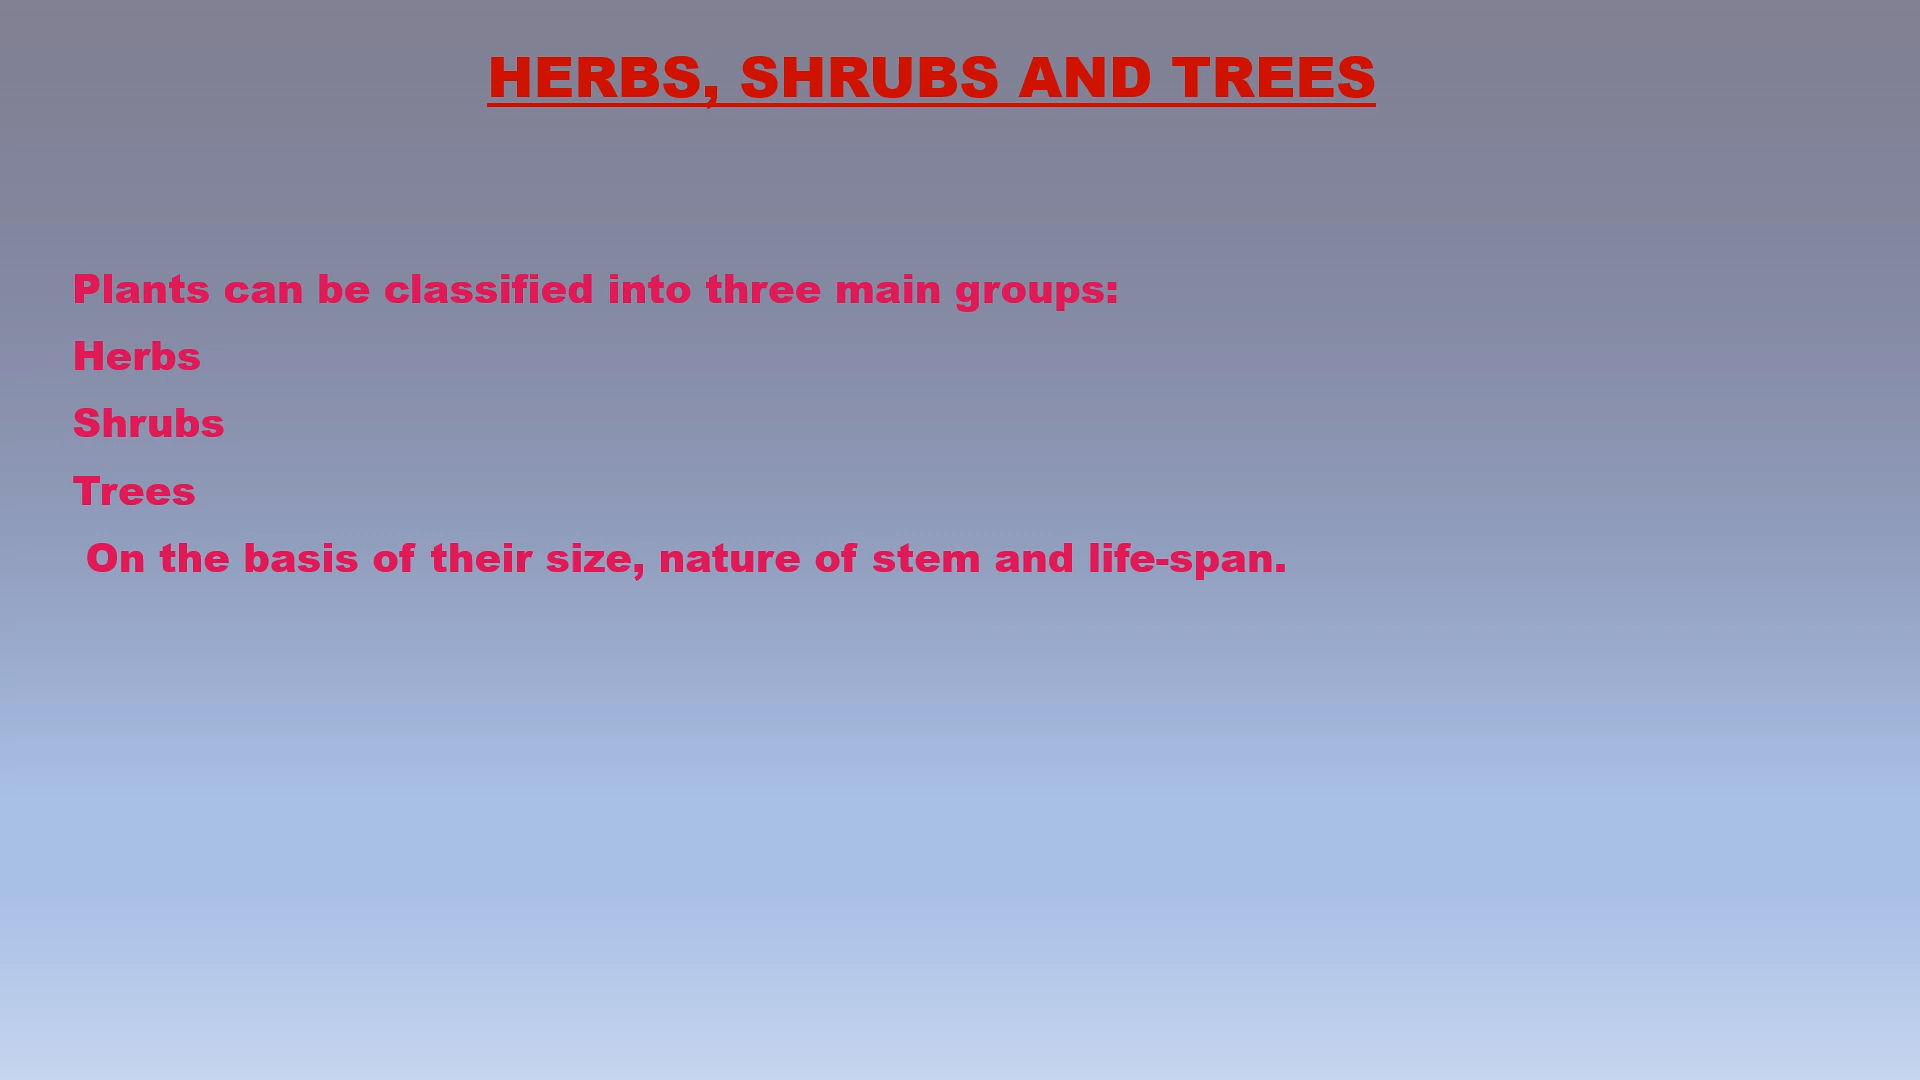 HERBS, SHRUBS AND TREES
Plants can be classified into three main groups:
Herbs
Shrubs
Trees
On the basis of their size, nature of stem and life-span.